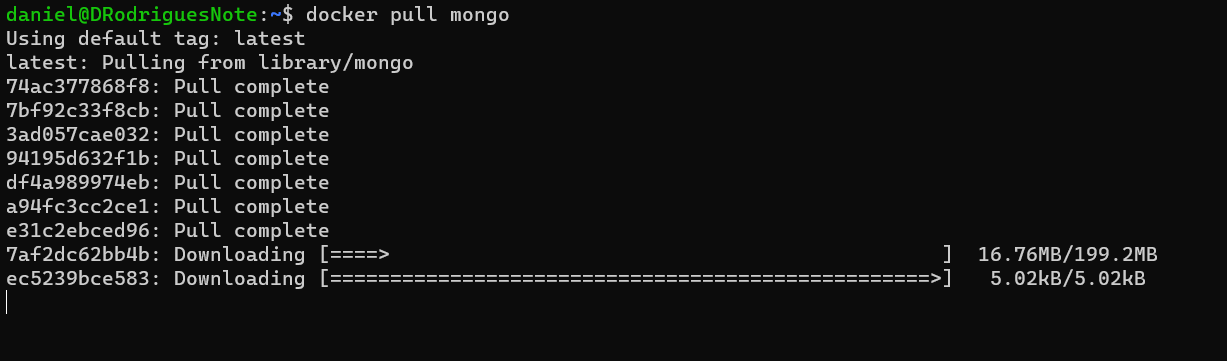 daniel@DRodriguesNote:~$ docker pull mongo
Using default tag: latest
latest: Pulling from library/mongo
74ac377868f8: Pull complete
7bf92c33f8cb: Pull complete
3ad057cae032: Pull complete
94195d632f1b: Pull complete
df4a989974eb: Pull complete
a94fc3cc2ce1: Pull complete
e31c2ebced96: Pull complete
7af2dc62bb4b: Downloading [====>                                              ]  16.76MB/199.2MB
ec5239bce583: Downloading [==================================================>]   5.02kB/5.02kB